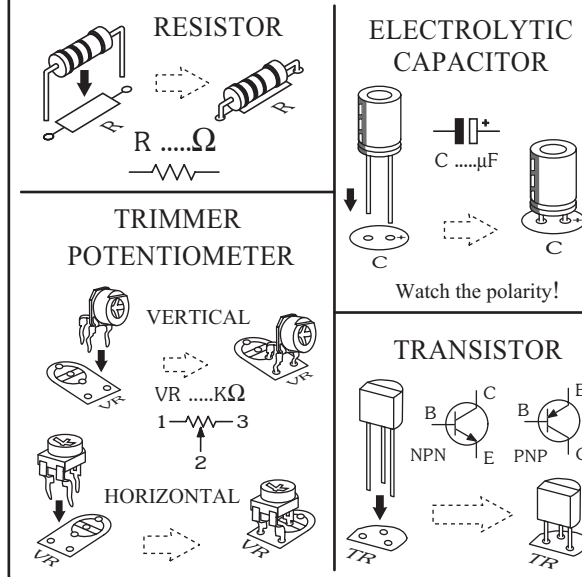 RESISTOR
R
R
R .....Ω
TRIMMER
POTENTIOMETER
VERTICAL
VR
VR
VR .....KΩ
1 3
2
HORIZONTAL
VR
VR
ELECTROLYTIC
CAPACITOR
+
C .....µF
+
+
C
C
Watch the polarity!
TRANSISTOR
C
B
E
NPN
E
B
C
PNP
TR
TR